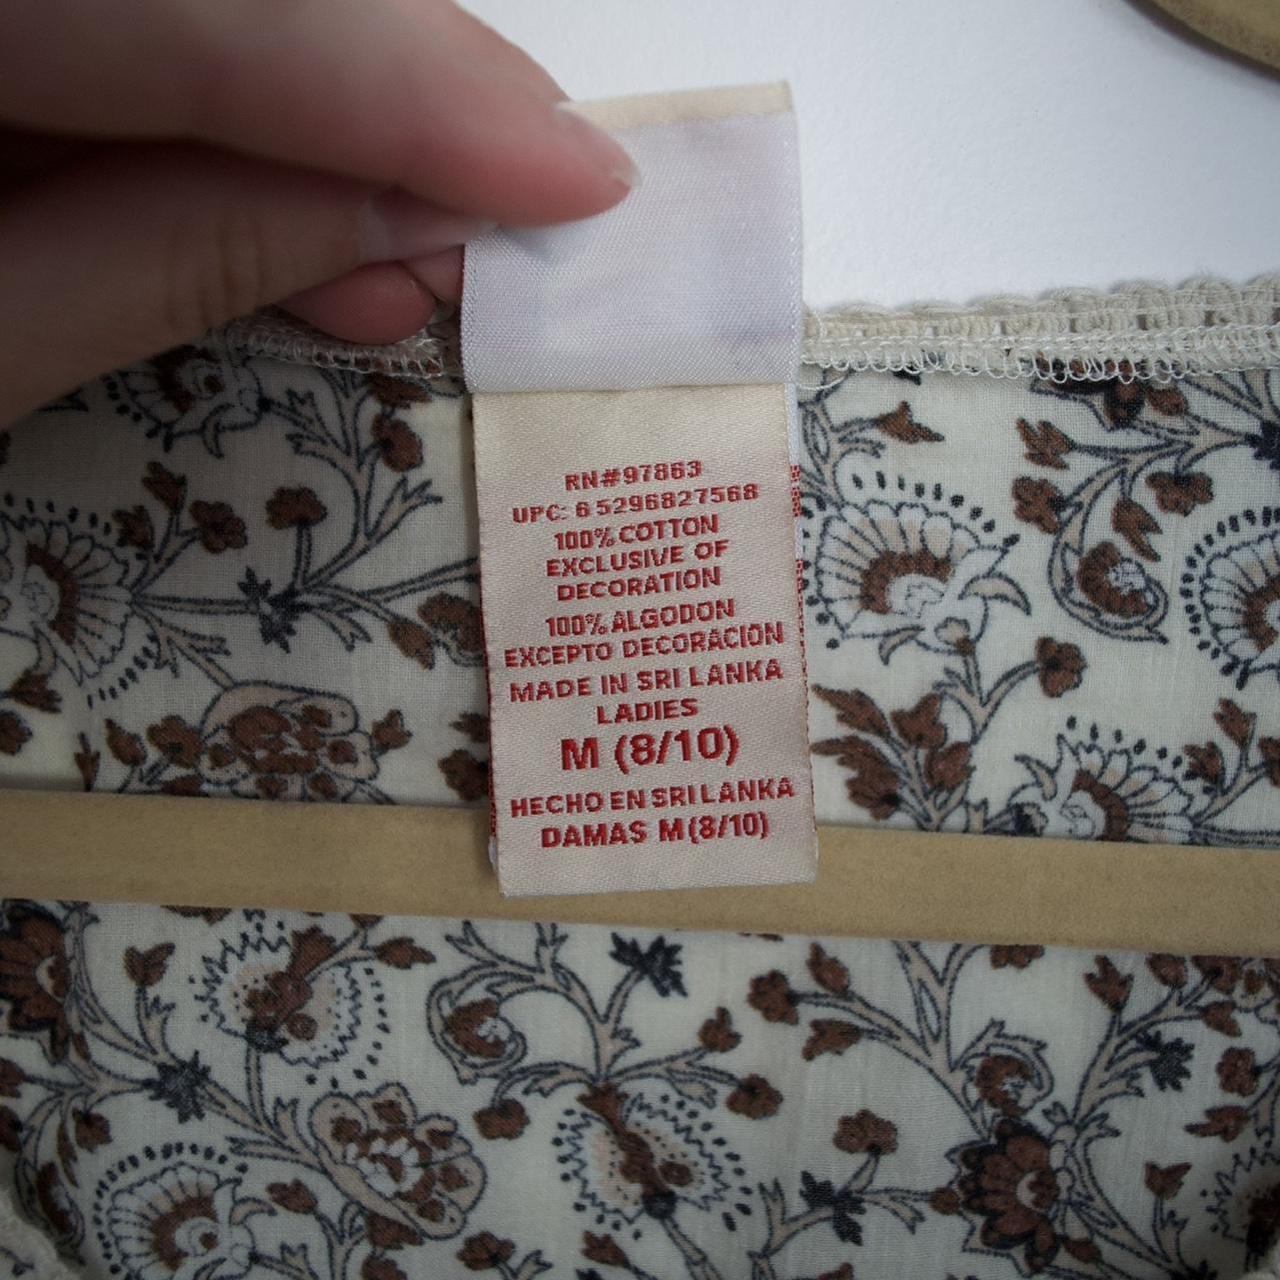 RN#97863
UPC: 6 5296827568
100% COTTON
EXCLUSIVE OF
DECORATION
100% ALGODON
EXCEPTO DECORACION
MADE IN SRI LANKA
LADIES
M (8/10)
HECHO EN SRI LANKA
DAMAS M (8/10)